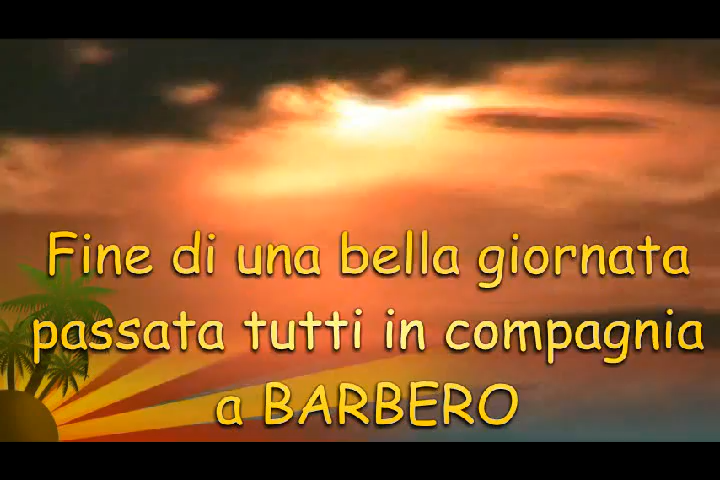 Fine di una bella giornata
passata tutti in compagnia
a BARBERO